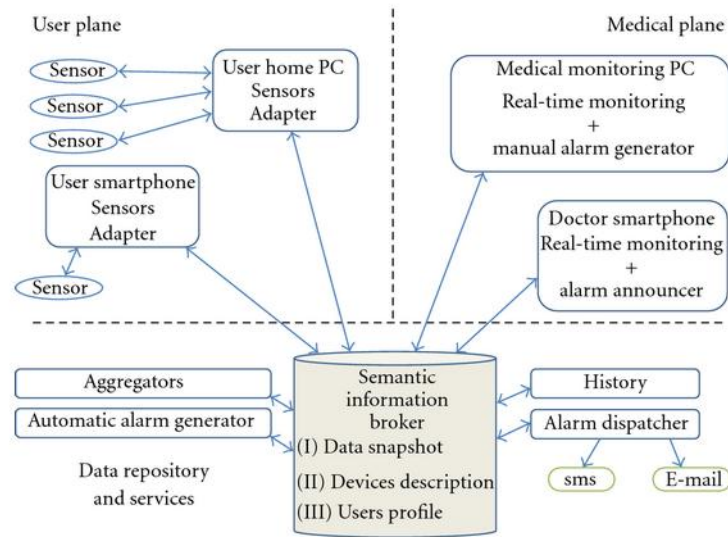 User plane
Medical plane
Sensor
Sensor
Sensor
User home PC
Sensors
Adapter
User smartphone
Sensors
Adapter
Sensor
Medical monitoring PC
Real-time monitoring
+
manual alarm generator
Doctor smartphone
Real-time monitoring
+
alarm announcer
Aggregators
Automatic alarm generator
Data repository
and services
Semantic
information
broker
(I) Data snapshot
(II) Devices description
(III) Users profile
History
Alarm dispatcher
sms
E-mail